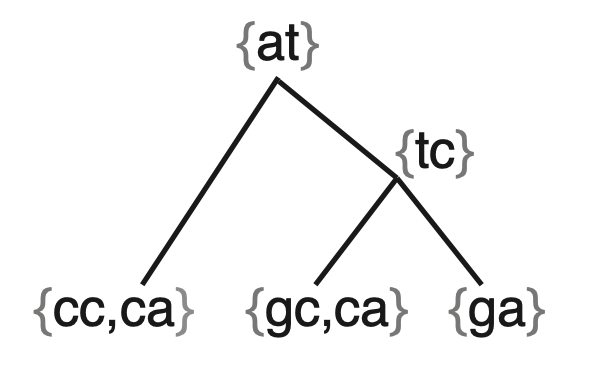 {at}
{tc}
{cc,ca} {gc,ca} {ga}